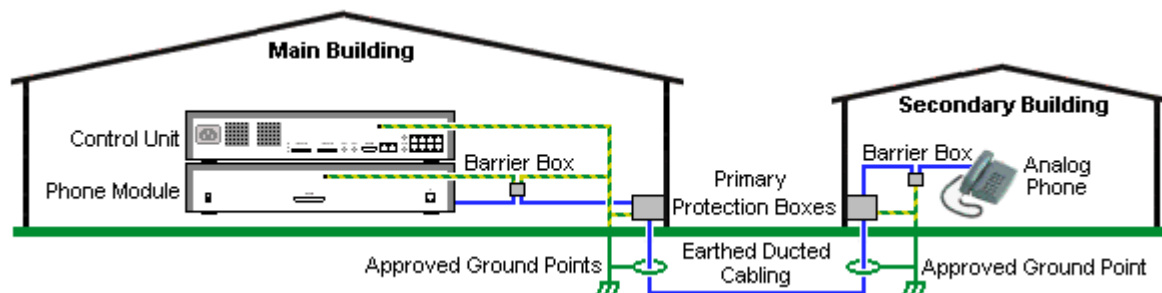 Main Building
Secondary Building
Control Unit
Barrier Box
Phone Module
Primary
Protection Boxes
Barrier Box
Analog
Phone
Approved Ground Points
Earthed Ducted
Cabling
Approved Ground Point